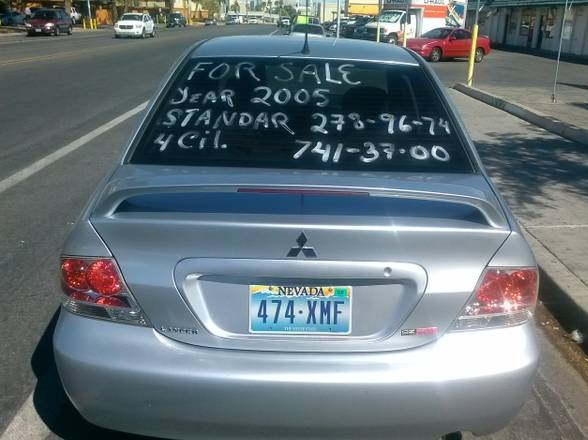 FOR SALE
YEAR 2005
STANDAR 278-96-74
4 Cil. 741-37-00
NEVADA
474·XMF
LANCER